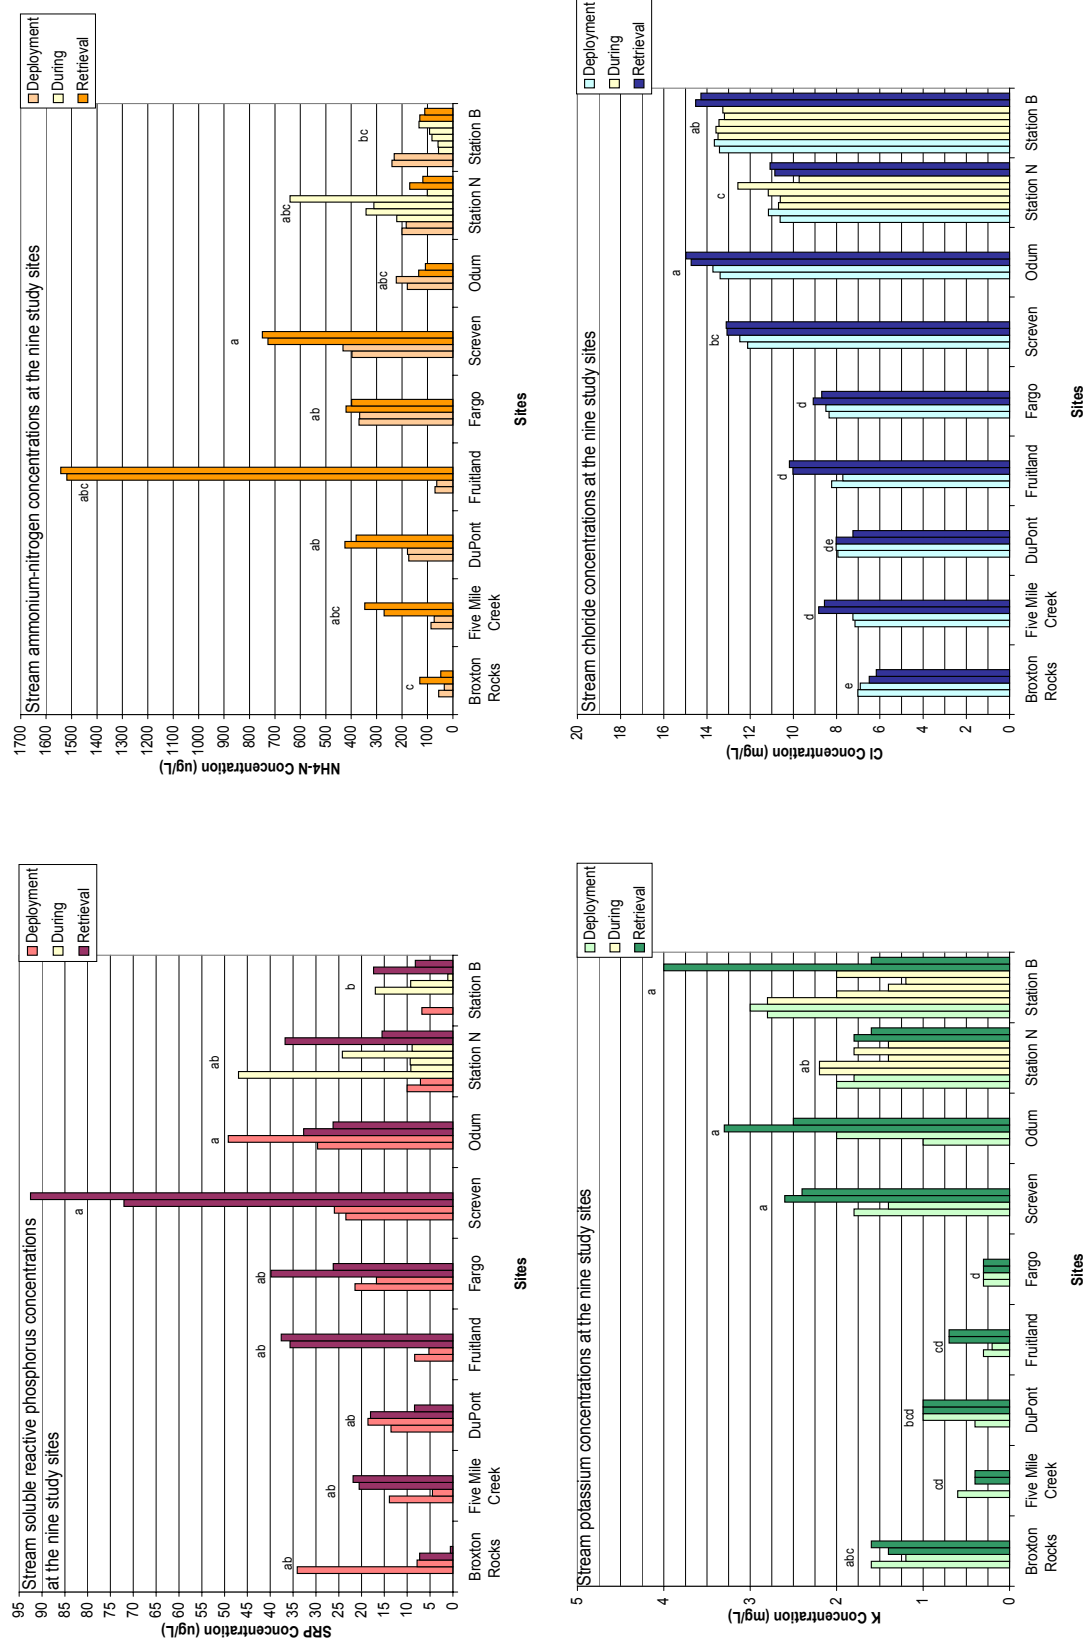 Stream soluble reactive phosphorus concentrations
at the nine study sites
Deployment
During
Retrieval
SRP Concentration (ug/L)
95
90
85
80
75
70
65
60
55
50
45
40
35
30
25
20
15
10
5
0
ab
ab
ab
ab
ab
a
a
ab
b
Broxton Rocks
Five Mile Creek
DuPont
Fruitland
Fargo
Screven
Odum
Station N
Station B
Sites
Stream ammonium-nitrogen concentrations at the nine study sites
Deployment
During
Retrieval
NH4-N Concentration (ug/L)
1700
1600
1500
1400
1300
1200
1100
1000
900
800
700
600
500
400
300
200
100
0
c
abc
ab
abc
ab
a
abc
abc
bc
Broxton Rocks
Five Mile Creek
DuPont
Fruitland
Fargo
Screven
Odum
Station N
Station B
Sites
Stream potassium concentrations at the nine study sites
Deployment
During
Retrieval
K Concentration (mg/L)
5
4
3
2
1
0
abc
cd
bcd
cd
d
a
a
ab
a
Broxton Rocks
Five Mile Creek
DuPont
Fruitland
Fargo
Screven
Odum
Station N
Station B
Sites
Stream chloride concentrations at the nine study sites
Deployment
During
Retrieval
Cl Concentration (mg/L)
20
18
16
14
12
10
8
6
4
2
0
e
d
de
d
d
bc
a
c
ab
Broxton Rocks
Five Mile Creek
DuPont
Fruitland
Fargo
Screven
Odum
Station N
Station B
Sites